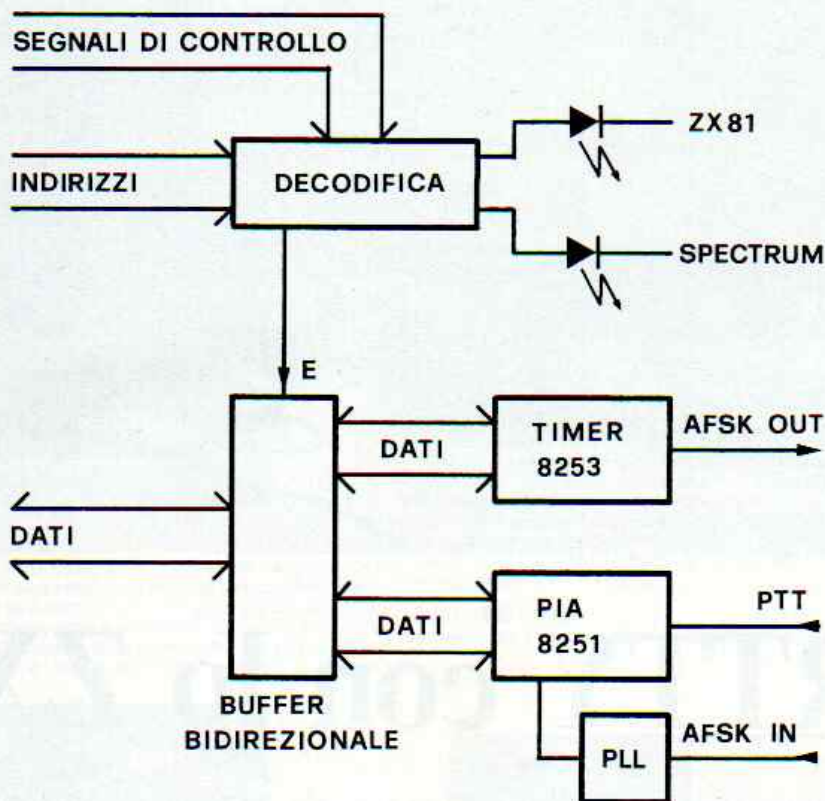 SEGNALI DI CONTROLLO
ZX81
INDIRIZZI
DECODIFICA
SPECTRUM
E
DATI
TIMER
8253
AFSK OUT
DATI
DATI
PIA
8251
PTT
BUFFER
BIDIREZIONALE
PLL
AFSK IN